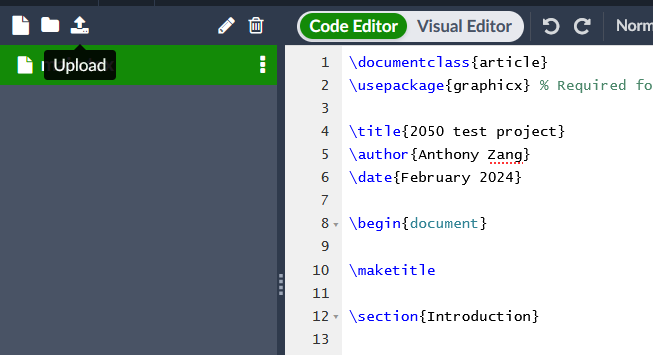 Code Editor Visual Editor Norm
Upload
1 \documentclass{article}
2 \usepackage{graphicx} % Required fo
3
4 \title{2050 test project}
5 \author{Anthony Zang}
6 \date{February 2024}
7
8 \begin{document}
9
10 \maketitle
11
12 \section{Introduction}
13